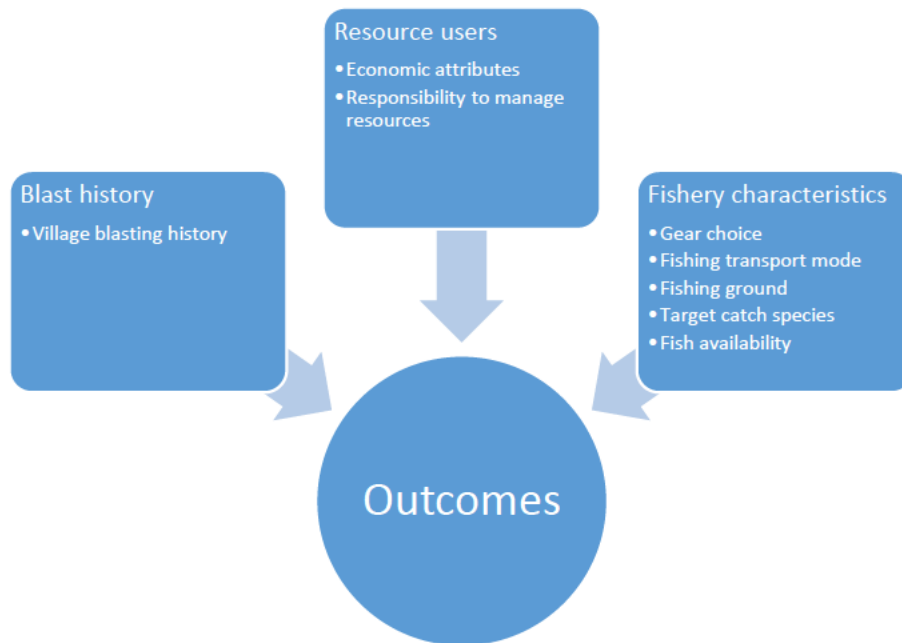 Resource users
•Economic attributes
•Responsibility to manage
resources
Blast history
•Village blasting history
Fishery characteristics
•Gear choice
•Fishing transport mode
•Fishing ground
•Target catch species
•Fish availability
Outcomes